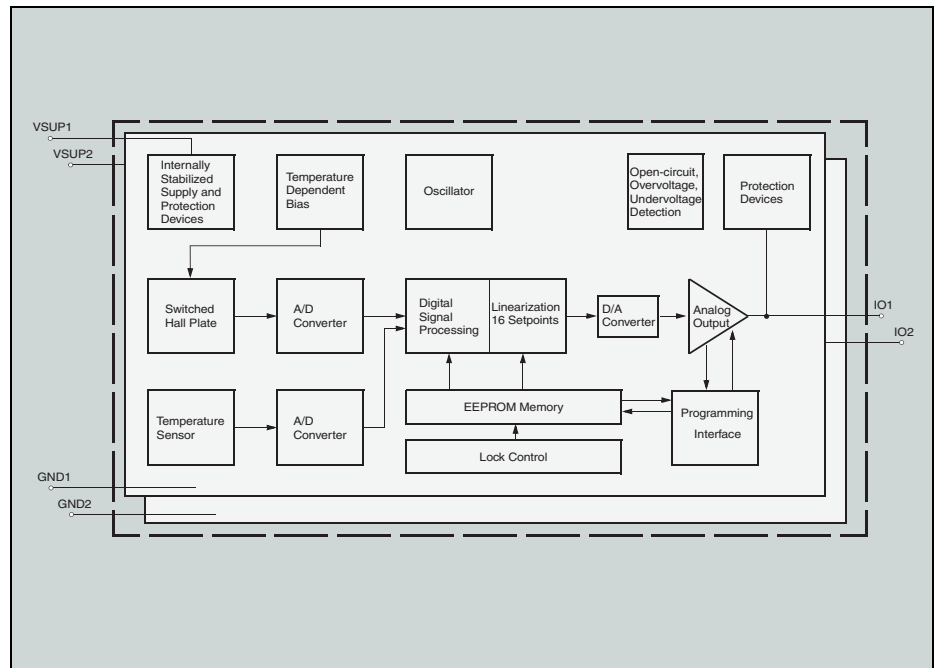 VSUP1
VSUP2
Internally
Stabilized
Supply and
Protection
Devices
Temperature
Dependent
Bias
Oscillator
Open-circuit,
Overvoltage,
Undervoltage
Detection
Protection
Devices
Switched
Hall Plate
A/D
Converter
Digital
Signal
Processing
Linearization
16 Setpoints
D/A
Converter
Analog
Output
IO1
IO2
Temperature
Sensor
A/D
Converter
EEPROM Memory
Lock Control
Programming
Interface
GND1
GND2